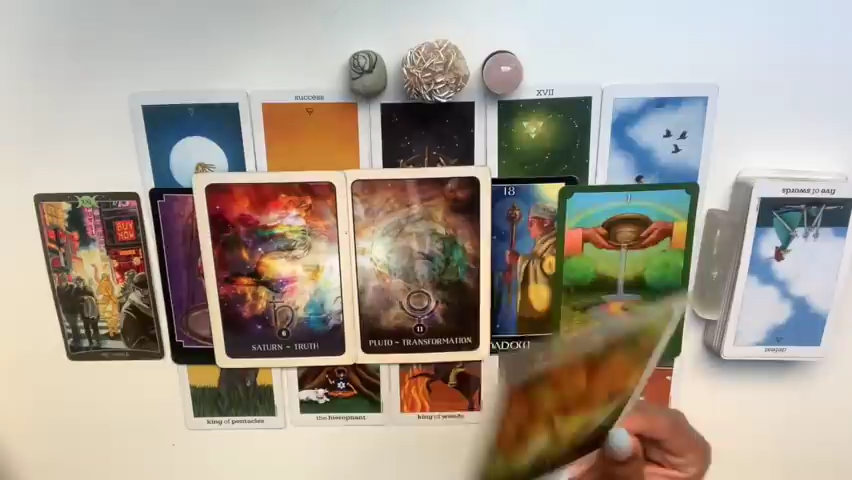 success
XVII
18
five of swords
BUY
NOW
6
SATURN - TRUTH
11
PLUTO - TRANSFORMATION
defeat
king of pentacles
the hierophant
king of wands